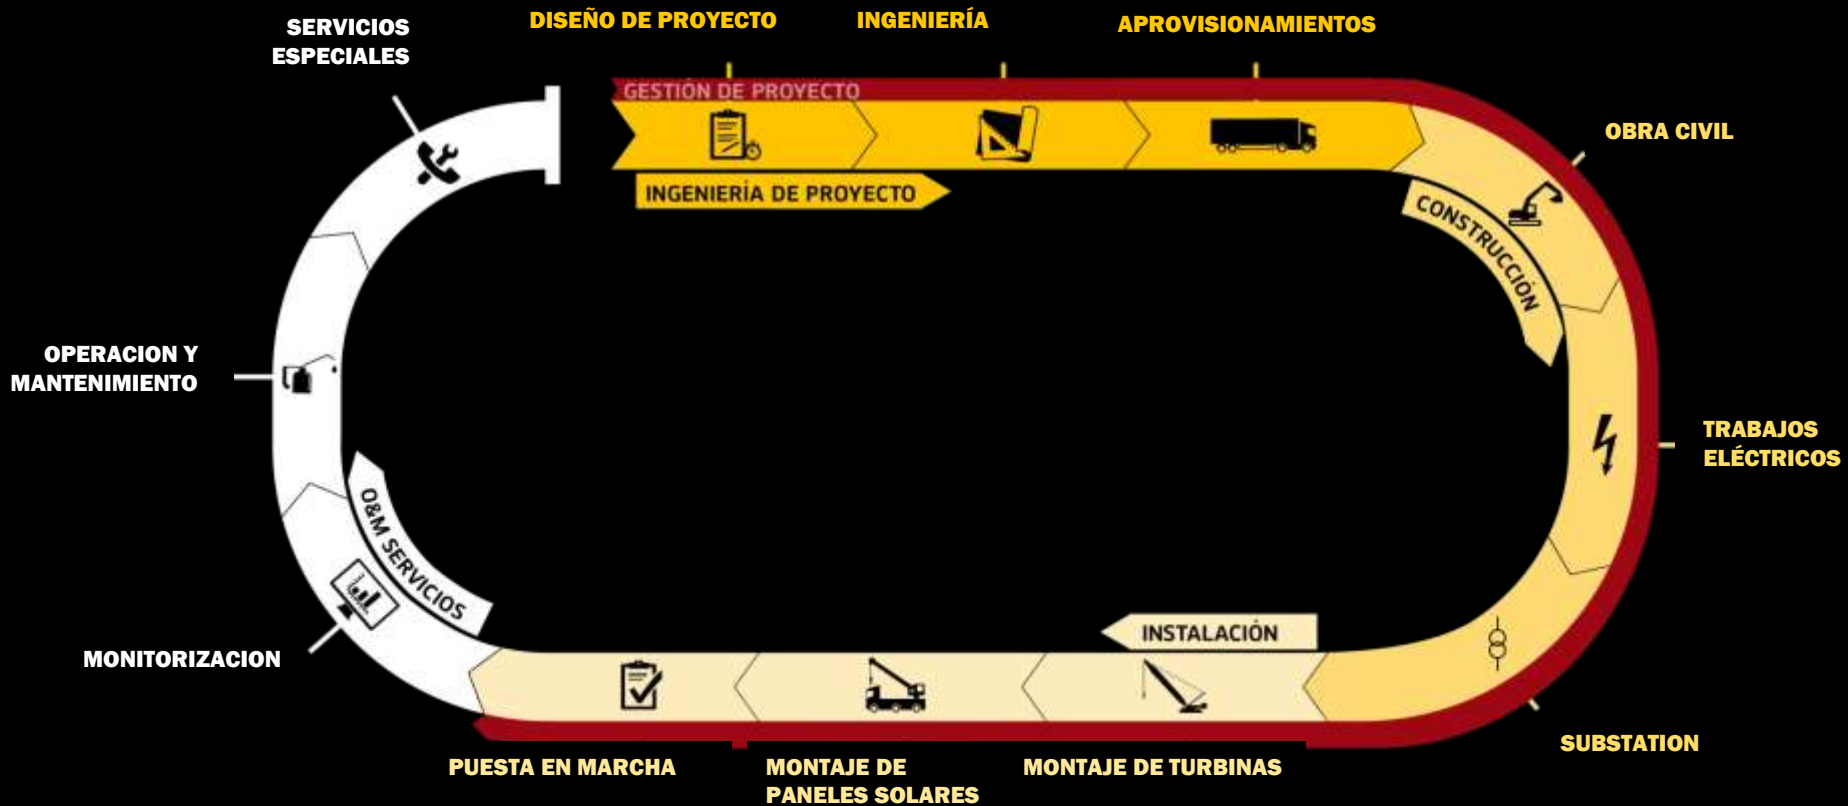 SERVICIOS
ESPECIALES
DISEÑO DE PROYECTO
INGENIERÍA
APROVISIONAMIENTOS
GESTIÓN DE PROYECTO
INGENIERÍA DE PROYECTO
OBRA CIVIL
CONSTRUCCIÓN
TRABAJOS
ELÉCTRICOS
SUBSTATION
INSTALACIÓN
MONTAJE DE TURBINAS
MONTAJE DE
PANELES SOLARES
PUESTA EN MARCHA
O&M SERVICIOS
MONITORIZACION
OPERACION Y
MANTENIMIENTO